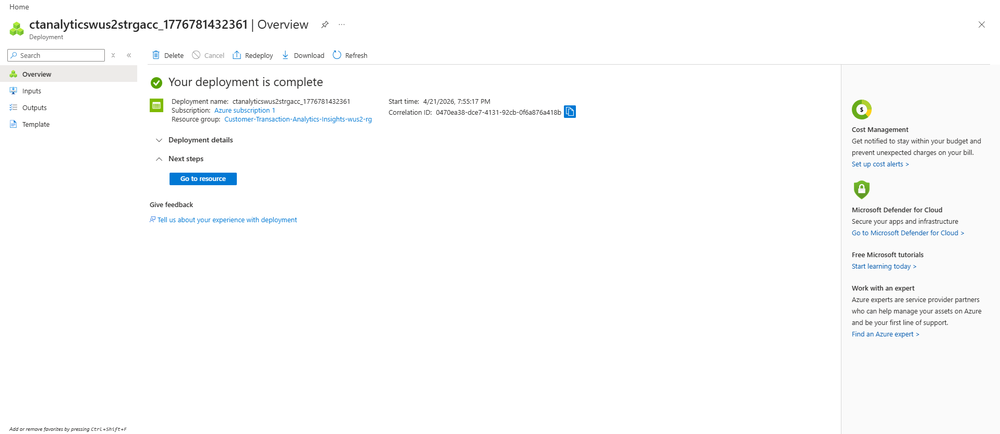 Home
ctanalyticswus2strgacc_1776781432361 | Overview
Deployment
Search
Overview
Inputs
Outputs
Template
Delete
Cancel
Redeploy
Download
Refresh
Your deployment is complete
Deployment name: ctanalyticswus2strgacc_1776781432361
Subscription: Azure subscription 1
Resource group: Customer-Transaction-Analytics-Insights-wus2-rg
Start time: 4/21/2026, 7:55:17 PM
Correlation ID: 0470ea38-dce7-4131-92cb-0f6a876a418b
Deployment details
Next steps
Go to resource
Give feedback
Tell us about your experience with deployment
$
Cost Management
Get notified to stay within your budget and
prevent unexpected charges on your bill.
Set up cost alerts >
Microsoft Defender for Cloud
Secure your apps and infrastructure
Go to Microsoft Defender for Cloud >
Free Microsoft tutorials
Start learning today >
Work with an expert
Azure experts are service provider partners
who can help manage your assets on Azure
and be your first line of support.
Find an Azure expert >
Add or remove favorites by pressing Ctrl+Shift+F